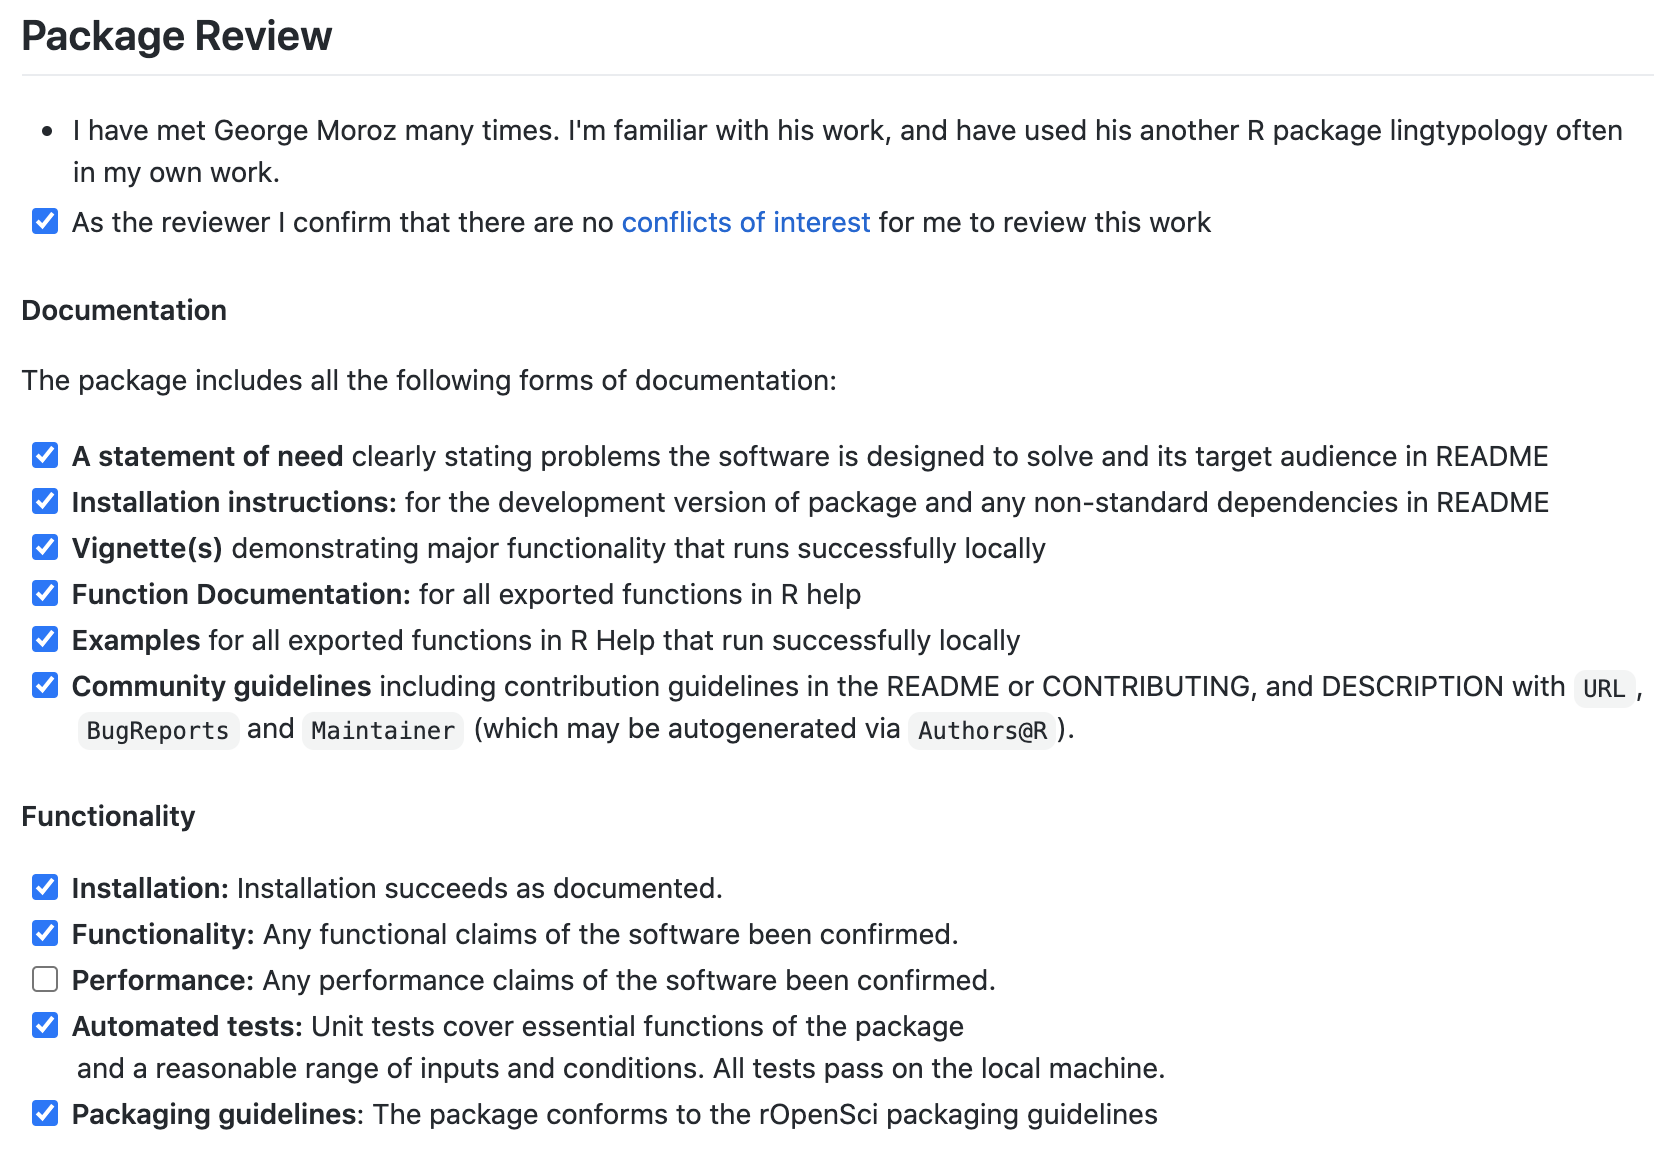 Package Review
I have met George Moroz many times. I'm familiar with his work, and have used his another R package lingtypology often
in my own work.
As the reviewer I confirm that there are no conflicts of interest for me to review this work
Documentation
The package includes all the following forms of documentation:
A statement of need clearly stating problems the software is designed to solve and its target audience in README
Installation instructions: for the development version of package and any non-standard dependencies in README
Vignette(s) demonstrating major functionality that runs successfully locally
Function Documentation: for all exported functions in R help
Examples for all exported functions in R Help that run successfully locally
Community guidelines including contribution guidelines in the README or CONTRIBUTING, and DESCRIPTION with URL,
BugReports and Maintainer (which may be autogenerated via Authors@R).
Functionality
Installation: Installation succeeds as documented.
Functionality: Any functional claims of the software been confirmed.
Performance: Any performance claims of the software been confirmed.
Automated tests: Unit tests cover essential functions of the package
and a reasonable range of inputs and conditions. All tests pass on the local machine.
Packaging guidelines: The package conforms to the rOpenSci packaging guidelines